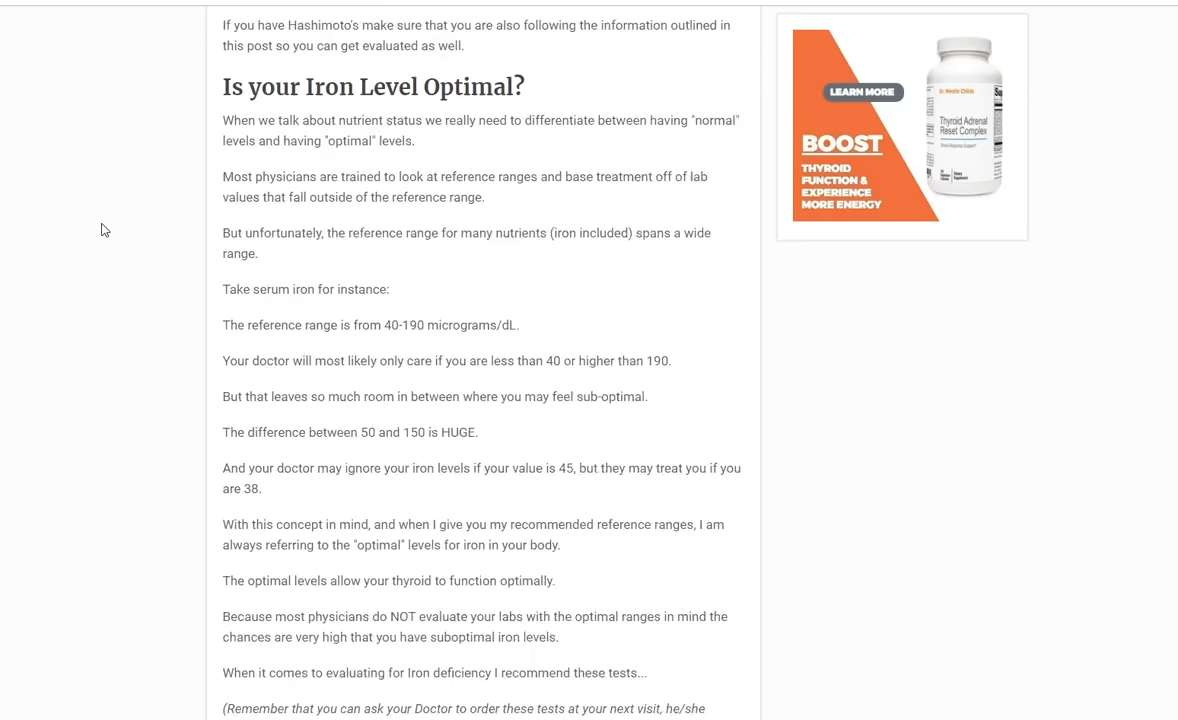 If you have Hashimoto's make sure that you are also following the information outlined in
this post so you can get evaluated as well.
Is your Iron Level Optimal?
When we talk about nutrient status we really need to differentiate between having "normal"
levels and having "optimal" levels.
Most physicians are trained to look at reference ranges and base treatment off of lab
values that fall outside of the reference range.
But unfortunately, the reference range for many nutrients (iron included) spans a wide
range.
Take serum iron for instance:
The reference range is from 40-190 micrograms/dL.
Your doctor will most likely only care if you are less than 40 or higher than 190.
But that leaves so much room in between where you may feel sub-optimal.
The difference between 50 and 150 is HUGE.
And your doctor may ignore your iron levels if your value is 45, but they may treat you if you
are 38.
With this concept in mind, and when I give you my recommended reference ranges, I am
always referring to the "optimal" levels for iron in your body.
The optimal levels allow your thyroid to function optimally.
Because most physicians do NOT evaluate your labs with the optimal ranges in mind the
chances are very high that you have suboptimal iron levels.
When it comes to evaluating for Iron deficiency I recommend these tests...
(Remember that you can ask your Doctor to order these tests at your next visit, he/she
LEARN MORE
BOOST
THYROID
FUNCTION &
EXPERIENCE
MORE ENERGY
Dr. Westin Childs
Thyroid Adrenal
Reset Complex